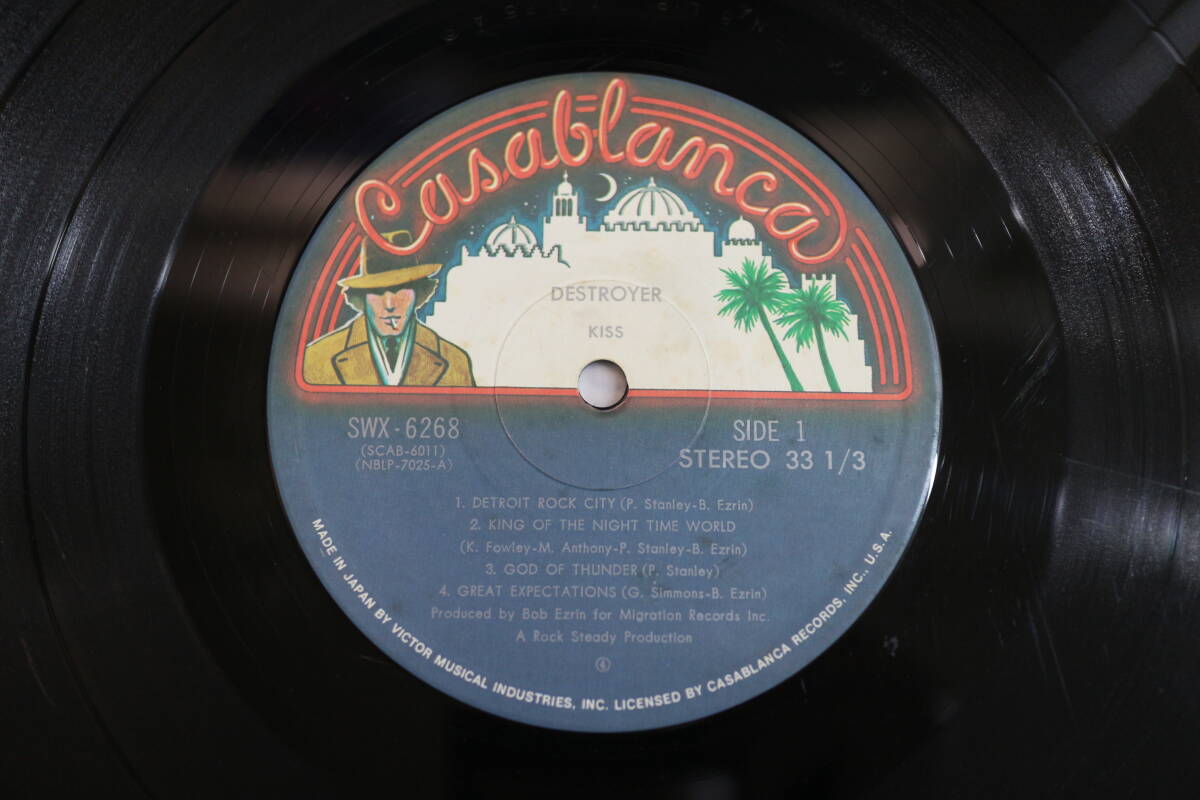 Casablanca
DESTROYER
KISS
SWX-6268
(SCAB-6011)
(NBLP-7025-A)
SIDE 1
STEREO 33 1/3
1. DETROIT ROCK CITY (P. Stanley-B. Ezrin)
2. KING OF THE NIGHT TIME WORLD
(K. Fowley-M. Anthony-P. Stanley-B. Ezrin)
3. GOD OF THUNDER (P. Stanley)
4. GREAT EXPECTATIONS (G. Simmons-B. Ezrin)
Produced by Bob Ezrin for Migration Records Inc.
A Rock Steady Production
④
MADE IN JAPAN BY VICTOR MUSICAL INDUSTRIES, INC. LICENSED BY CASABLANCA RECORDS, INC., U.S.A.